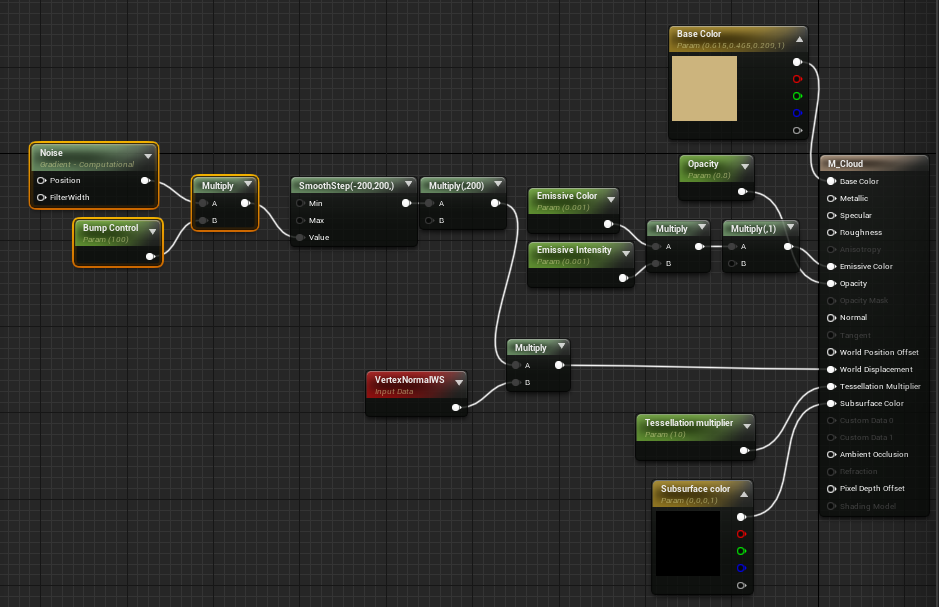 Base Color
Param (0.615,0.465,0.209,1)
Noise
Gradient - Computational
Position
FilterWidth
Bump Control
Param (100)
Multiply
A
B
SmoothStep(-200,200,)
Min
Max
Value
Multiply(,200)
A
B
Opacity
Param (0.8)
Emissive Color
Param (0.001)
Emissive Intensity
Param (0.001)
Multiply
A
B
Multiply(,1)
A
B
VertexNormalWS
Input Data
Multiply
A
B
Tessellation multiplier
Param (10)
Subsurface color
Param (0,0,0,1)
M_Cloud
Base Color
Metallic
Specular
Roughness
Anisotropy
Emissive Color
Opacity
Opacity Mask
Normal
Tangent
World Position Offset
World Displacement
Tessellation Multiplier
Subsurface Color
Custom Data 0
Custom Data 1
Ambient Occlusion
Refraction
Pixel Depth Offset
Shading Model